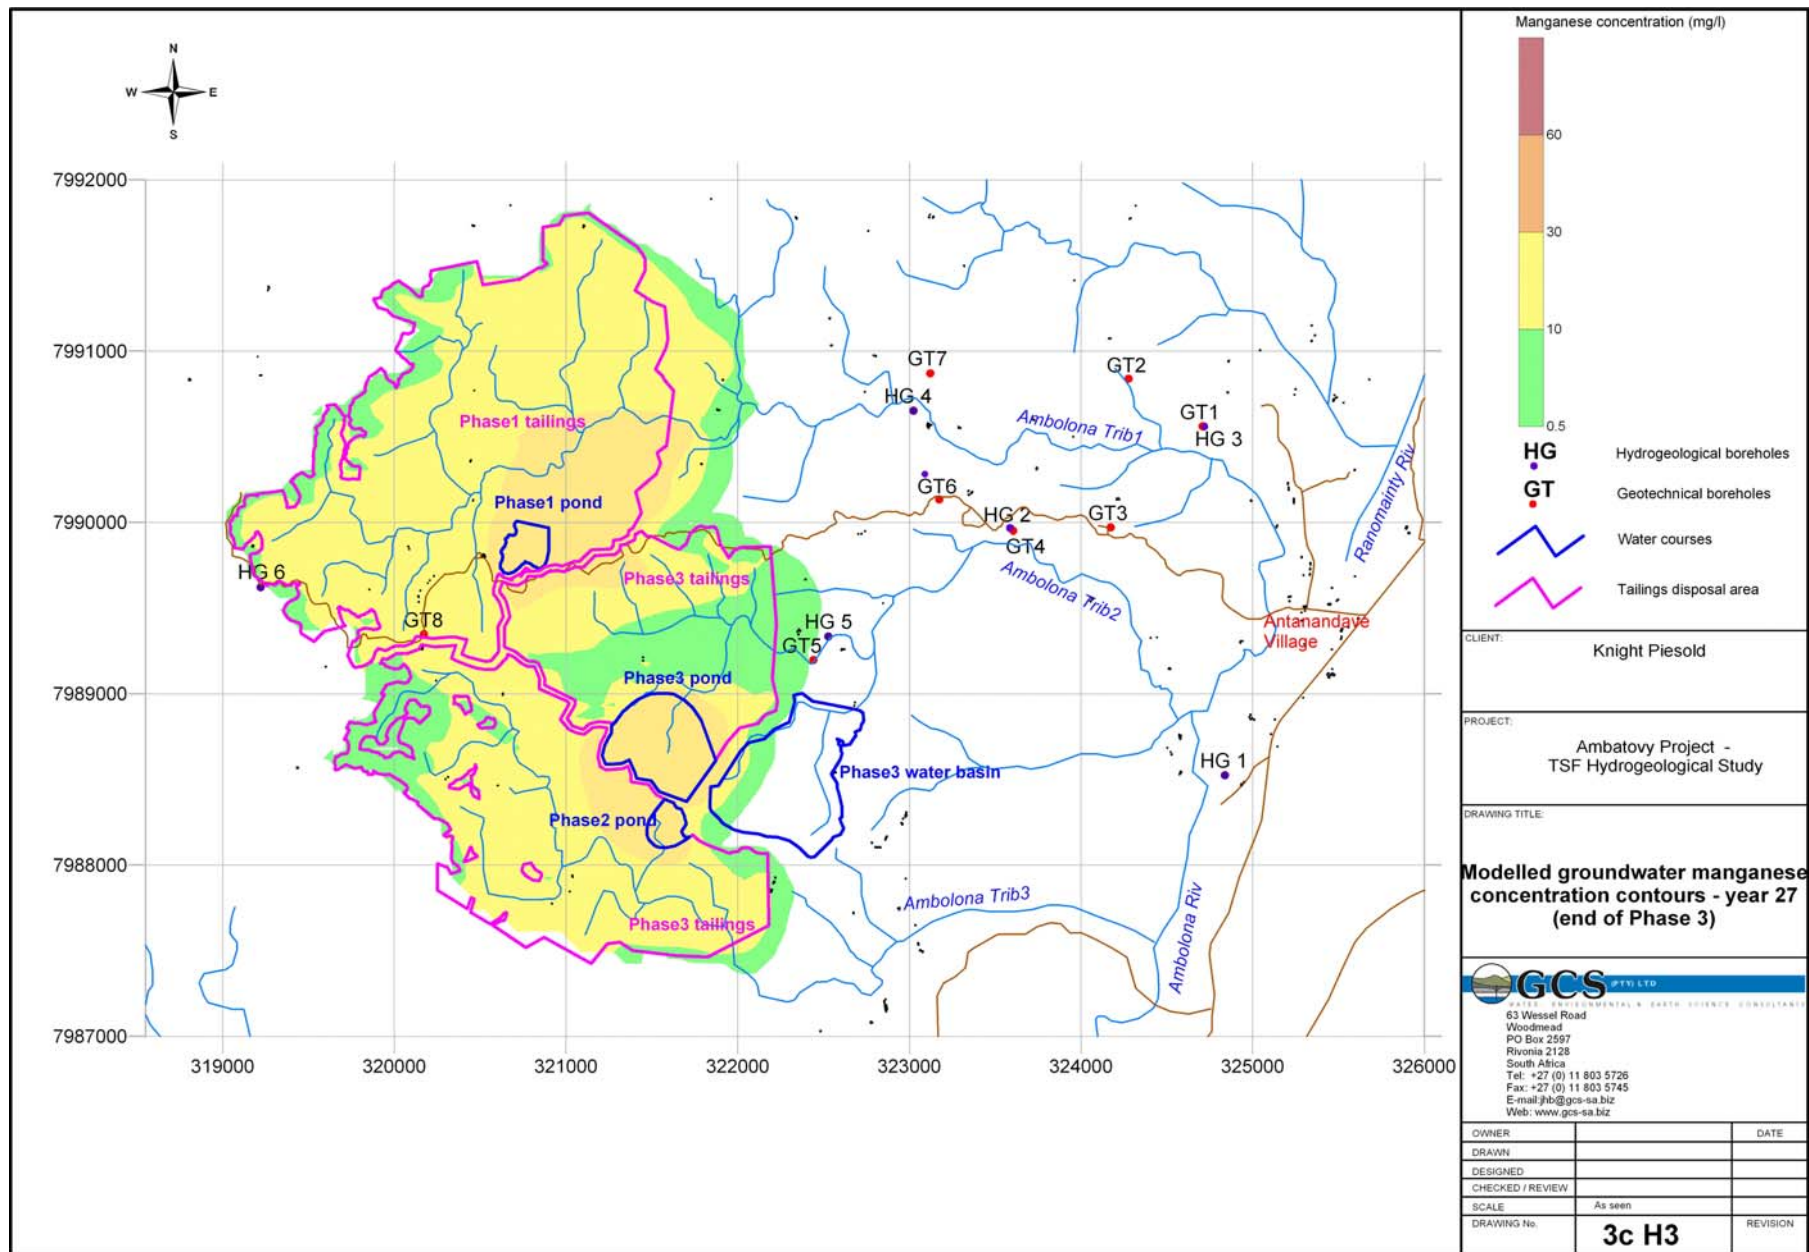 N
W E
S
7992000
7991000
7990000
7989000
7988000
7987000
319000 320000 321000 322000 323000 324000 325000 326000
GT7
HG 4
GT2
GT1
HG 3
Ambolona Trib1
Phase1 tailings
Ranomainty Riv
Phase1 pond
GT6
HG 2
GT4
GT3
HG 6
Phase3 tailings
Ambolona Trib2
GT8
HG 5
GT5
Antanandave
Village
Phase3 pond
Phase3 water basin
HG 1
Phase2 pond
Ambolona Trib3
Phase3 tailings
Ambolona Riv
Manganese concentration (mg/l)
60
30
10
0.5
HG Hydrogeological boreholes
GT Geotechnical boreholes
Water courses
Tailings disposal area
CLIENT:
Knight Piesold
PROJECT:
Ambatovy Project -
TSF Hydrogeological Study
DRAWING TITLE:
Modelled groundwater manganese
concentration contours - year 27
(end of Phase 3)
GCS (PTY) LTD
WATER, ENVIRONMENTAL & EARTH SCIENCE CONSULTANTS
63 Wessel Road
Woodmead
PO Box 2597
Rivonia 2128
South Africa
Tel: +27 (0) 11 803 5726
Fax: +27 (0) 11 803 5745
E-mail:jhb@gcs-sa.biz
Web: www.gcs-sa.biz
OWNER DATE
DRAWN
DESIGNED
CHECKED / REVIEW
SCALE As seen
DRAWING No. 3c H3 REVISION